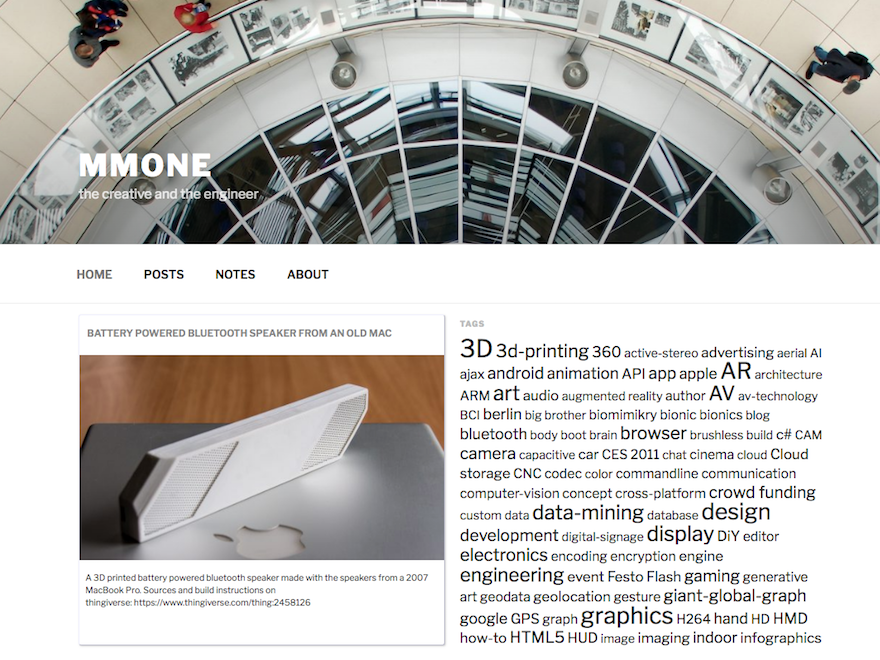 MMONE
the creative and the engineer
HOME POSTS NOTES ABOUT
BATTERY POWERED BLUETOOTH SPEAKER FROM AN OLD MAC
A 3D printed battery powered bluetooth speaker made with the speakers from a 2007
MacBook Pro. Sources and build instructions on
thingiverse: https://www.thingiverse.com/thing:2458126
TAGS
3D 3d-printing 360 active-stereo advertising aerial AI
ajax android animation API app apple AR architecture
ARM art audio augmented reality author AV av-technology
BCI berlin big brother biomimikry bionic bionics blog
bluetooth body boot brain browser brushless build c# CAM
camera capacitive car CES 2011 chat cinema cloud Cloud
storage CNC codec color commandline communication
computer-vision concept cross-platform crowd funding
custom data data-mining database design
development digital-signage display DiY editor
electronics encoding encryption engine
engineering event Festo Flash gaming generative
art geodata geolocation gesture giant-global-graph
google GPS graph graphics H264 hand HD HMD
how-to HTML5 HUD image imaging indoor infographics